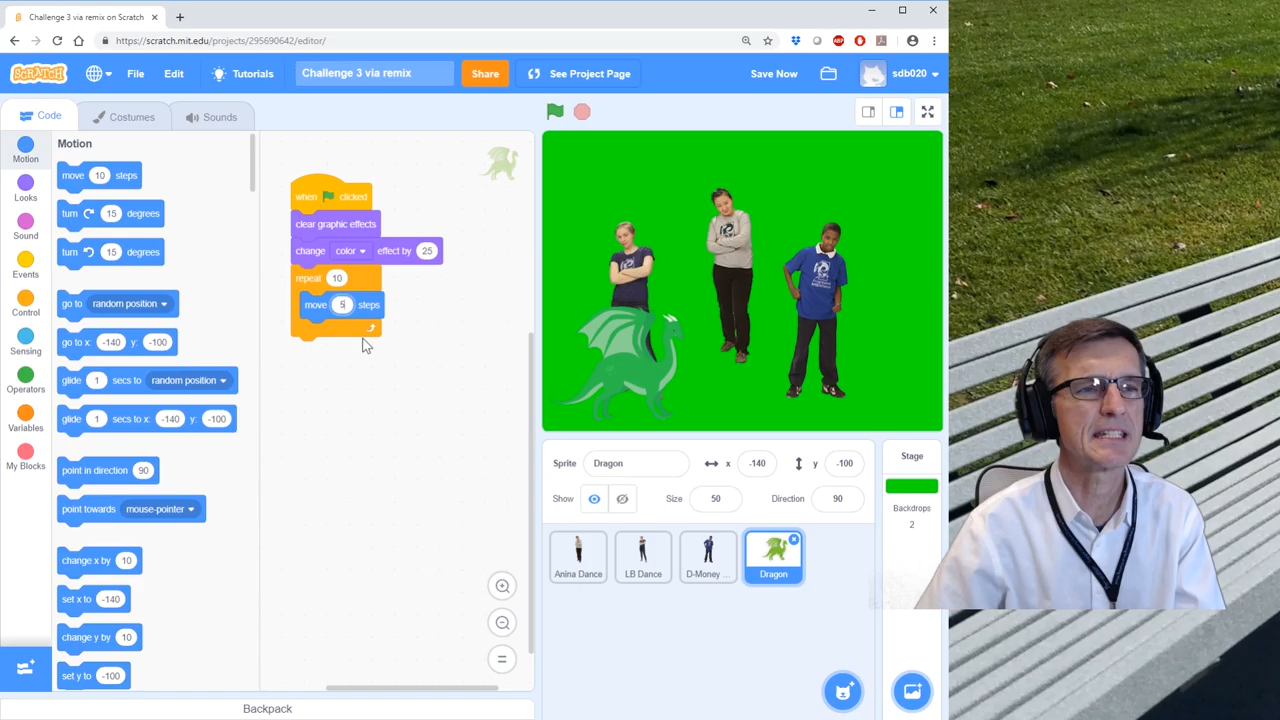 Challenge 3 via remix on Scratch
https://scratch.mit.edu/projects/295690642/editor/
SCRATCH File Edit Tutorials Challenge 3 via remix Share See Project Page Save Now sdb020
Code Costumes Sounds
Motion
Looks
Sound
Events
Control
Sensing
Operators
Variables
My Blocks
Motion
move 10 steps
turn 15 degrees
turn 15 degrees
go to random position
go to x: -140 y: -100
glide 1 secs to random position
glide 1 secs to x: -140 y: -100
point in direction 90
point towards mouse-pointer
change x by 10
set x to -140
change y by 10
set y to -100
when clicked
clear graphic effects
change color effect by 25
repeat 10
move 5 steps
Backpack
Sprite Dragon x -140 y -100
Show Size 50 Direction 90
Anina Dance LB Dance D-Money ... Dragon
Stage
Backdrops
2